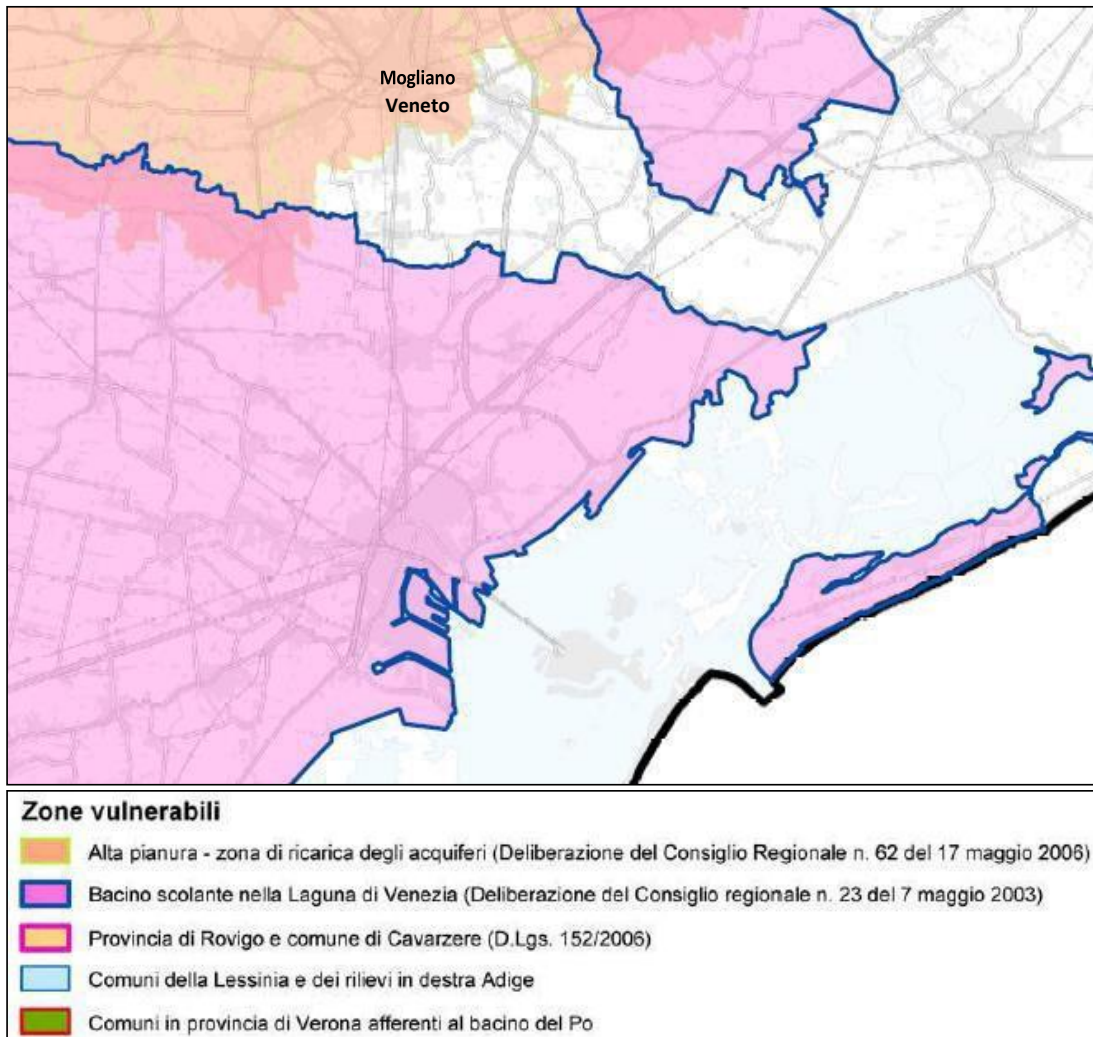 Mogliano
Veneto
Zone vulnerabili
Alta pianura - zona di ricarica degli acquiferi (Deliberazione del Consiglio Regionale n. 62 del 17 maggio 2006)
Bacino scolante nella Laguna di Venezia (Deliberazione del Consiglio regionale n. 23 del 7 maggio 2003)
Provincia di Rovigo e comune di Cavarzere (D.Lgs. 152/2006)
Comuni della Lessinia e dei rilievi in destra Adige
Comuni in provincia di Verona afferenti al bacino del Po